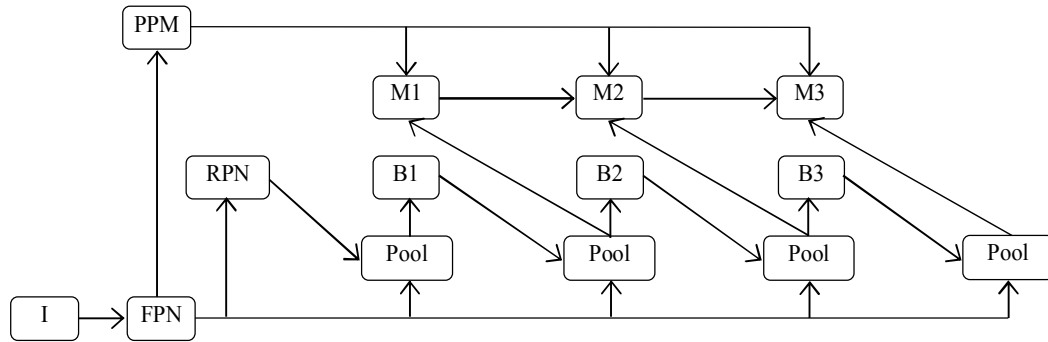 PPM
M1 M2 M3
RPN B1 B2 B3
Pool Pool Pool Pool
I FPN